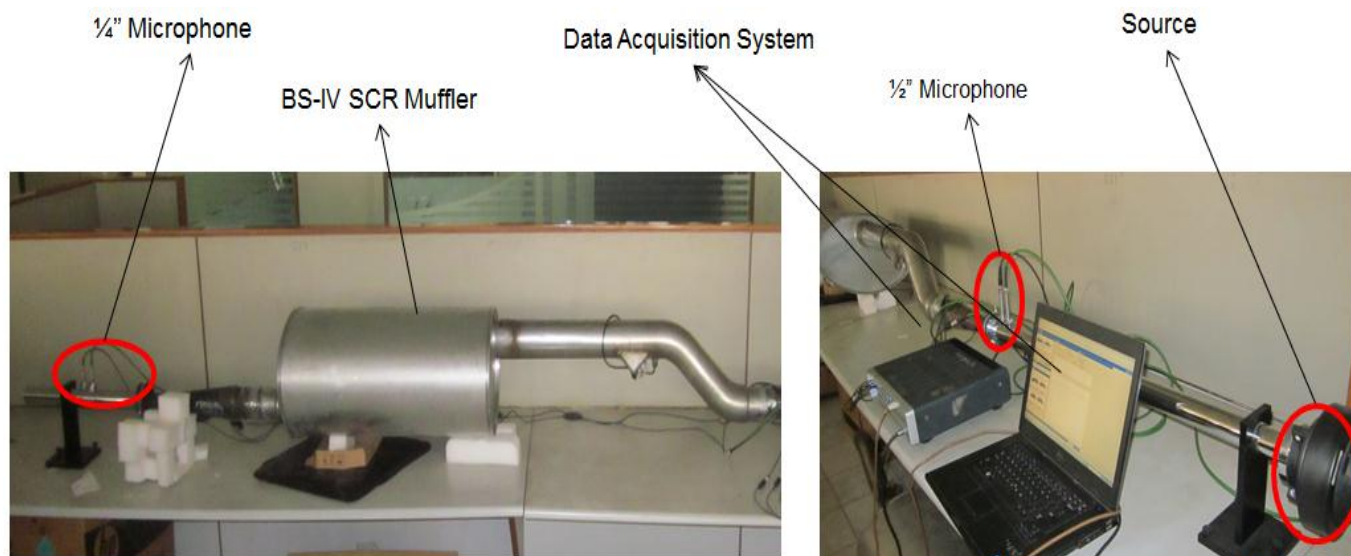 ¼” Microphone
Data Acquisition System
Source
BS-IV SCR Muffler
½” Microphone